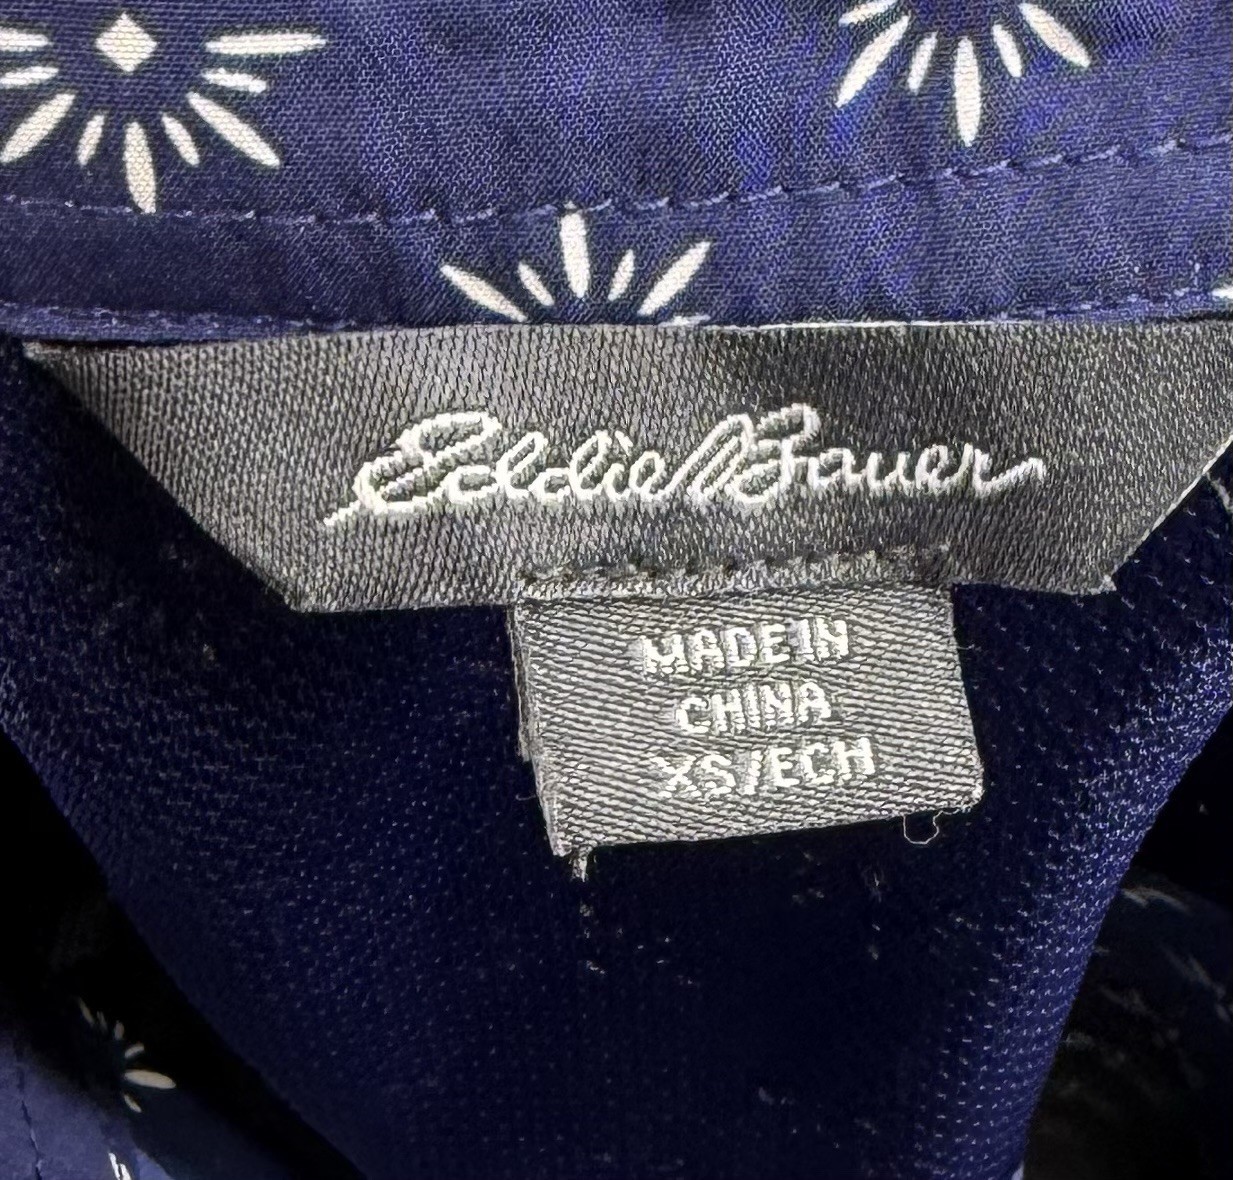 Eddie Bauer
MADE IN
CHINA
XS/ECH